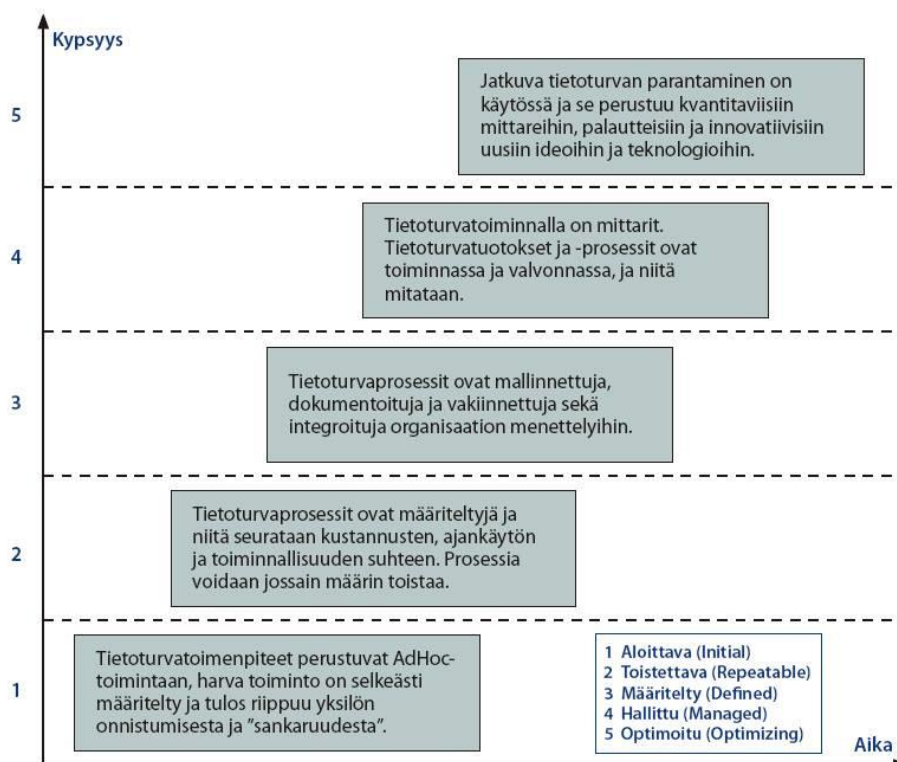 Kypsyys
5
Jatkuva tietoturvan parantaminen on
käytössä ja se perustuu kvantitaviisiin
mittareihin, palautteisiin ja innovatiivisiin
uusiin ideoihin ja teknologioihin.
4
Tietoturvatoiminnalla on mittarit.
Tietoturvatuotokset ja -prosessit ovat
toiminnassa ja valvonnassa, ja niitä
mitataan.
3
Tietoturvaprosessit ovat mallinnettuja,
dokumentoituja ja vakiinnettuja sekä
integroituja organisaation menettelyihin.
2
Tietoturvaprosessit ovat määriteltyjä ja
niitä seurataan kustannusten, ajankäytön
ja toiminnallisuuden suhteen. Prosessia
voidaan jossain määrin toistaa.
1
Tietoturvatoimenpiteet perustuvat AdHoc-
toimintaan, harva toiminto on selkeästi
määritelty ja tulos riippuu yksilön
onnistumisesta ja ”sankaruudesta”.
1 Aloittava (Initial)
2 Toistettava (Repeatable)
3 Määritelty (Defined)
4 Hallittu (Managed)
5 Optimoitu (Optimizing)
Aika